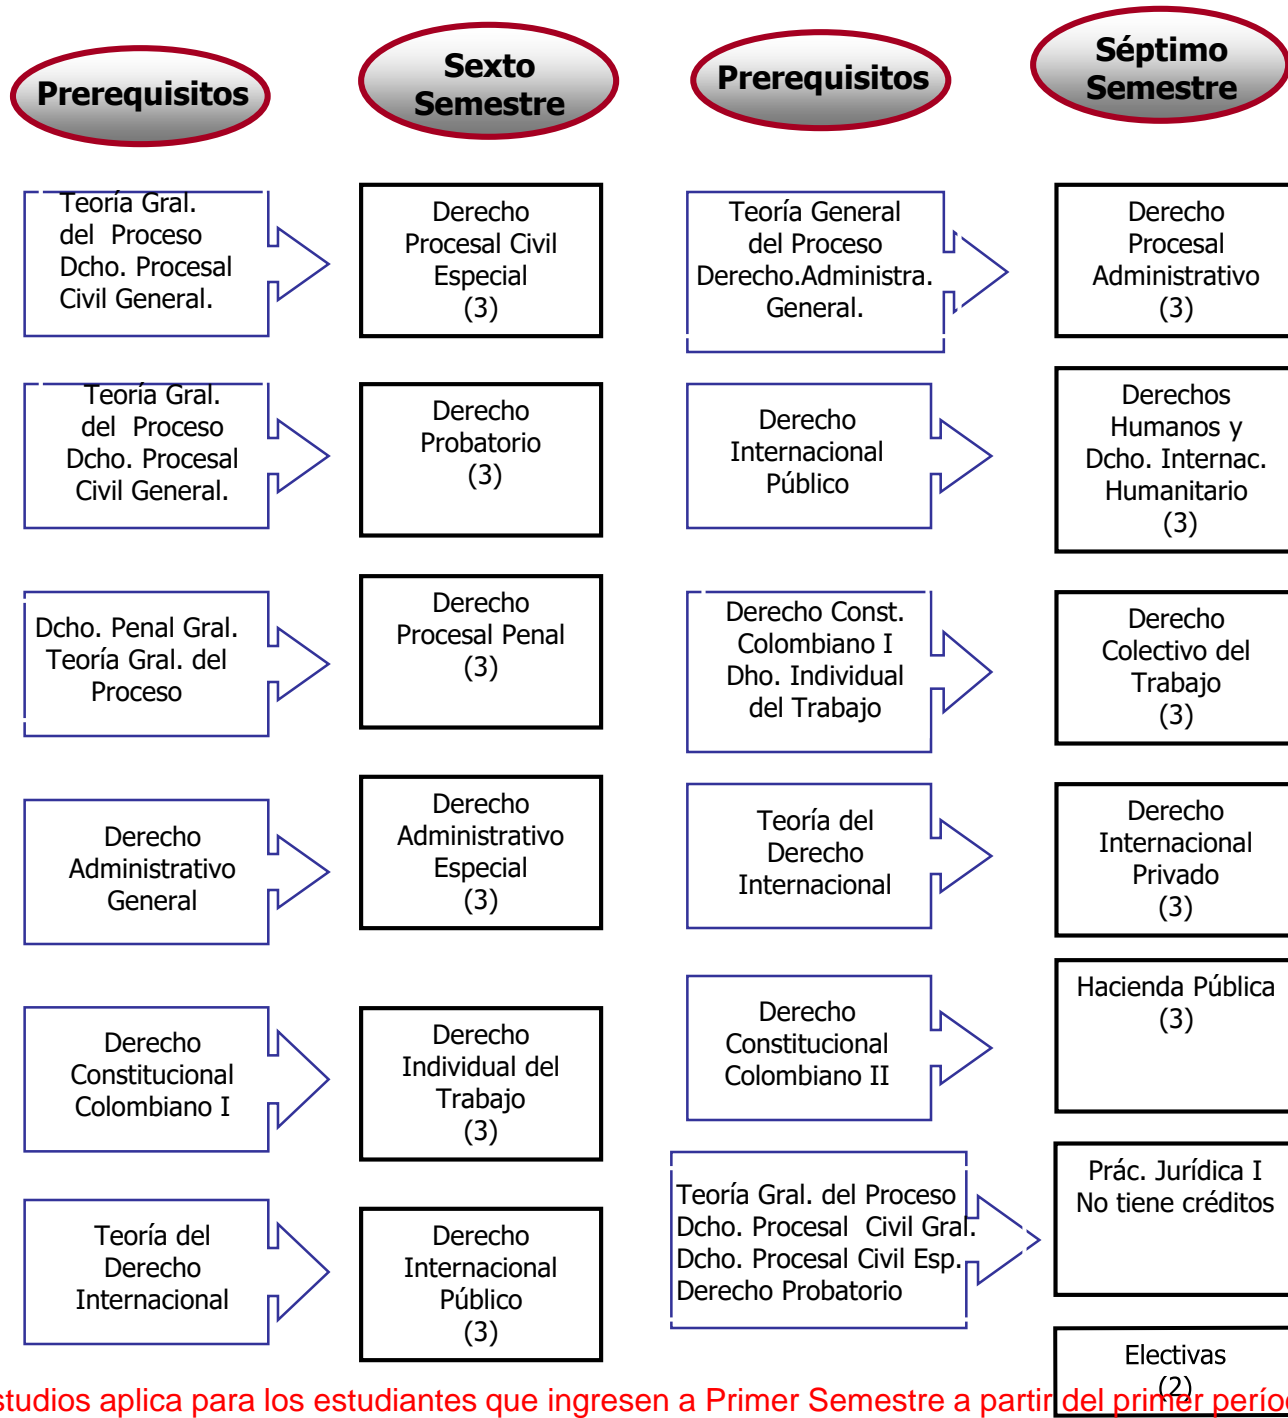 Prerequisitos
Sexto
Semestre
Prerequisitos
Séptimo
Semestre
Teoría Gral.
del Proceso
Dcho. Procesal
Civil General.
Derecho
Procesal Civil
Especial
(3)
Teoría General
del Proceso
Derecho.Administra.
General.
Derecho
Procesal
Administrativo
(3)
Teoría Gral.
del Proceso
Dcho. Procesal
Civil General.
Derecho
Probatorio
(3)
Derecho
Internacional
Público
Derechos
Humanos y
Dcho. Internac.
Humanitario
(3)
Dcho. Penal Gral.
Teoría Gral. del
Proceso
Derecho
Procesal Penal
(3)
Derecho Const.
Colombiano I
Dho. Individual
del Trabajo
Derecho
Colectivo del
Trabajo
(3)
Derecho
Administrativo
General
Derecho
Administrativo
Especial
(3)
Teoría del
Derecho
Internacional
Derecho
Internacional
Privado
(3)
Derecho
Constitucional
Colombiano I
Derecho
Individual del
Trabajo
(3)
Derecho
Constitucional
Colombiano II
Hacienda Pública
(3)
Teoría del
Derecho
Internacional
Derecho
Internacional
Público
(3)
Teoría Gral. del Proceso
Dcho. Procesal Civil Gral.
Dcho. Procesal Civil Esp.
Derecho Probatorio
Prác. Jurídica I
No tiene créditos
Electivas
(2)
studios aplica para los estudiantes que ingresen a Primer Semestre a partir del primer períod